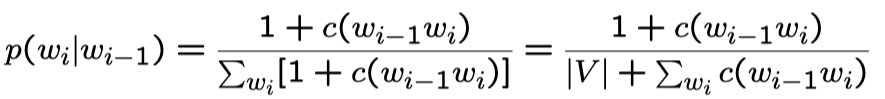 p(w_i|w_{i−1}) = \frac{1 + c(w_{i−1}w_i)}{\sum_{w_i}[1 + c(w_{i−1}w_i)]} = \frac{1 + c(w_{i−1}w_i)}{|V| + \sum_{w_i} c(w_{i−1}w_i)}